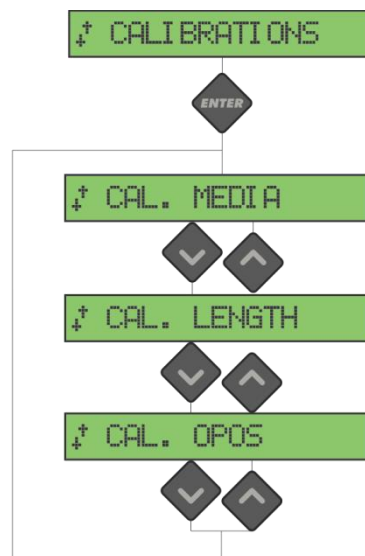 CALIBRATIONS
ENTER
CAL. MEDIA
CAL. LENGTH
CAL. OPOS